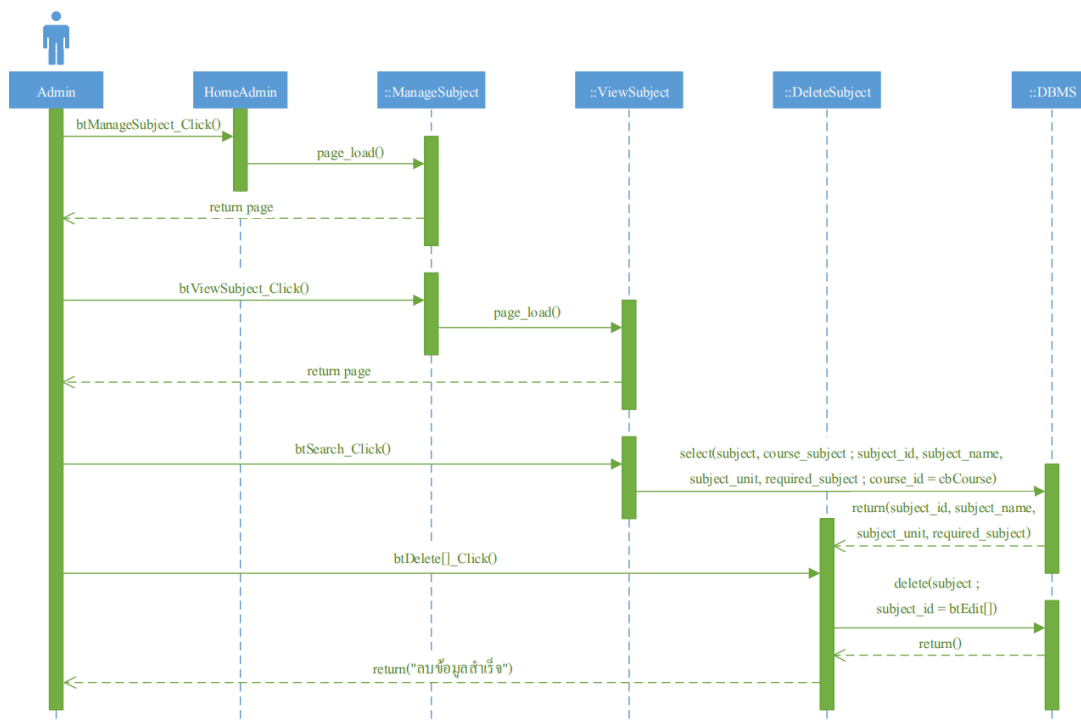 Admin
HomeAdmin
::ManageSubject
::ViewSubject
::DeleteSubject
::DBMS
btManageSubject_Click()
page_load()
return page
btViewSubject_Click()
page_load()
return page
btSearch_Click()
select(subject, course_subject ; subject_id, subject_name,
subject_unit, required_subject ; course_id = cbCourse)
return(subject_id, subject_name,
subject_unit, required_subject)
btDelete[]_Click()
delete(subject ;
subject_id = btEdit[])
return()
return("ลบข้อมูลสำเร็จ")